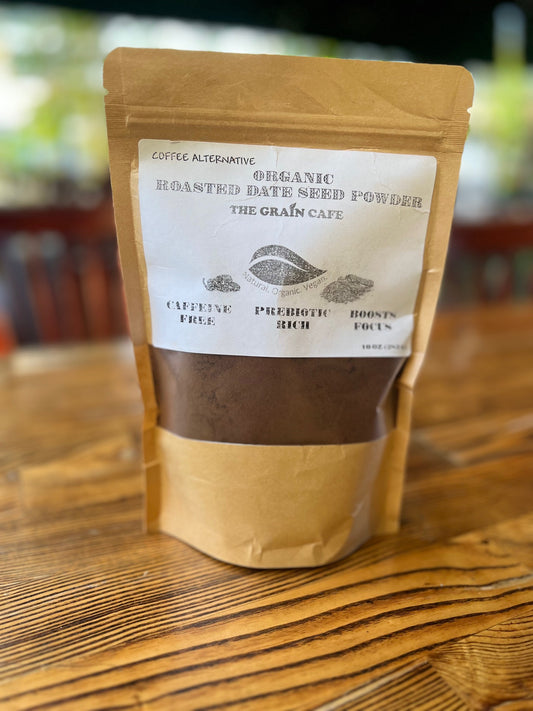 COFFEE ALTERNATIVE
ORGANIC
ROASTED DATE SEED POWDER
THE GRAIN CAFE
Natural, Organic, Vegan.
CAFFEINE FREE
PREBIOTIC RICH
BOOSTS FOCUS
10 OZ.